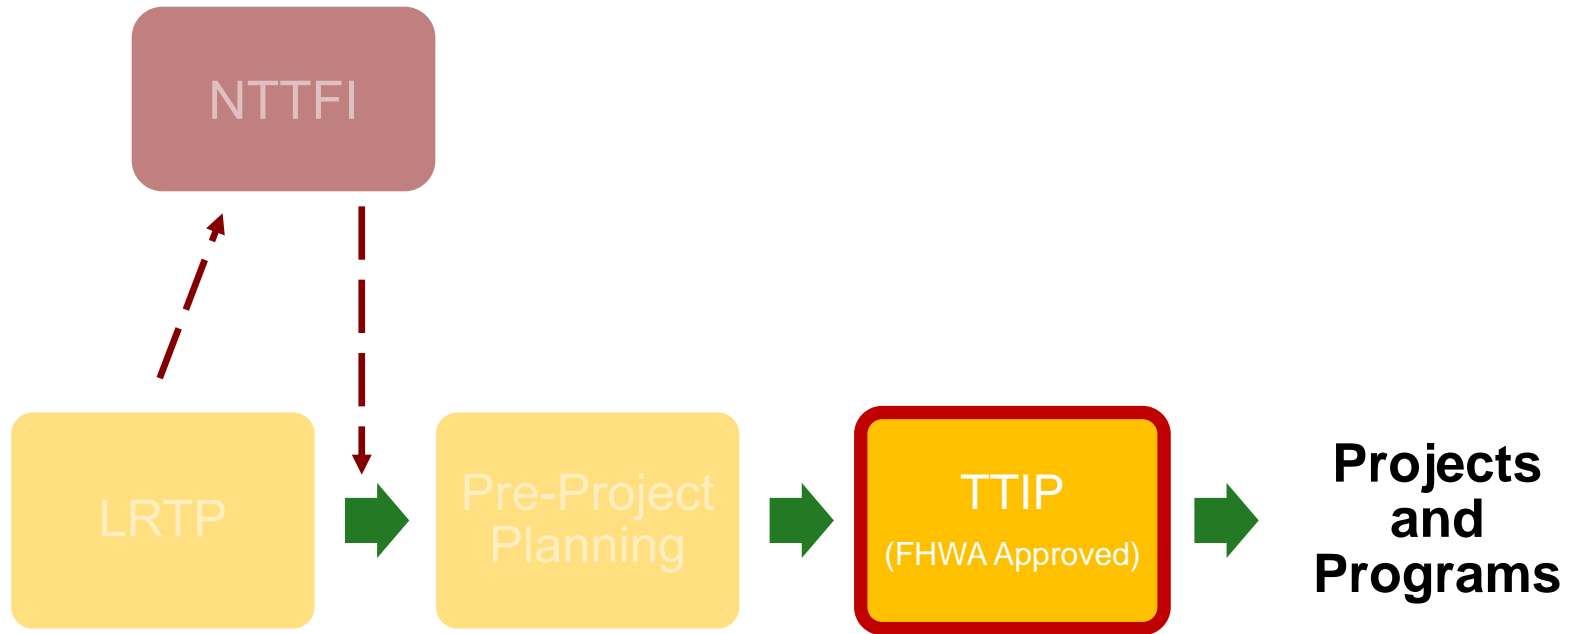 NTTFI
LRTP
Pre-Project
Planning
TTIP
(FHWA Approved)
Projects
and
Programs